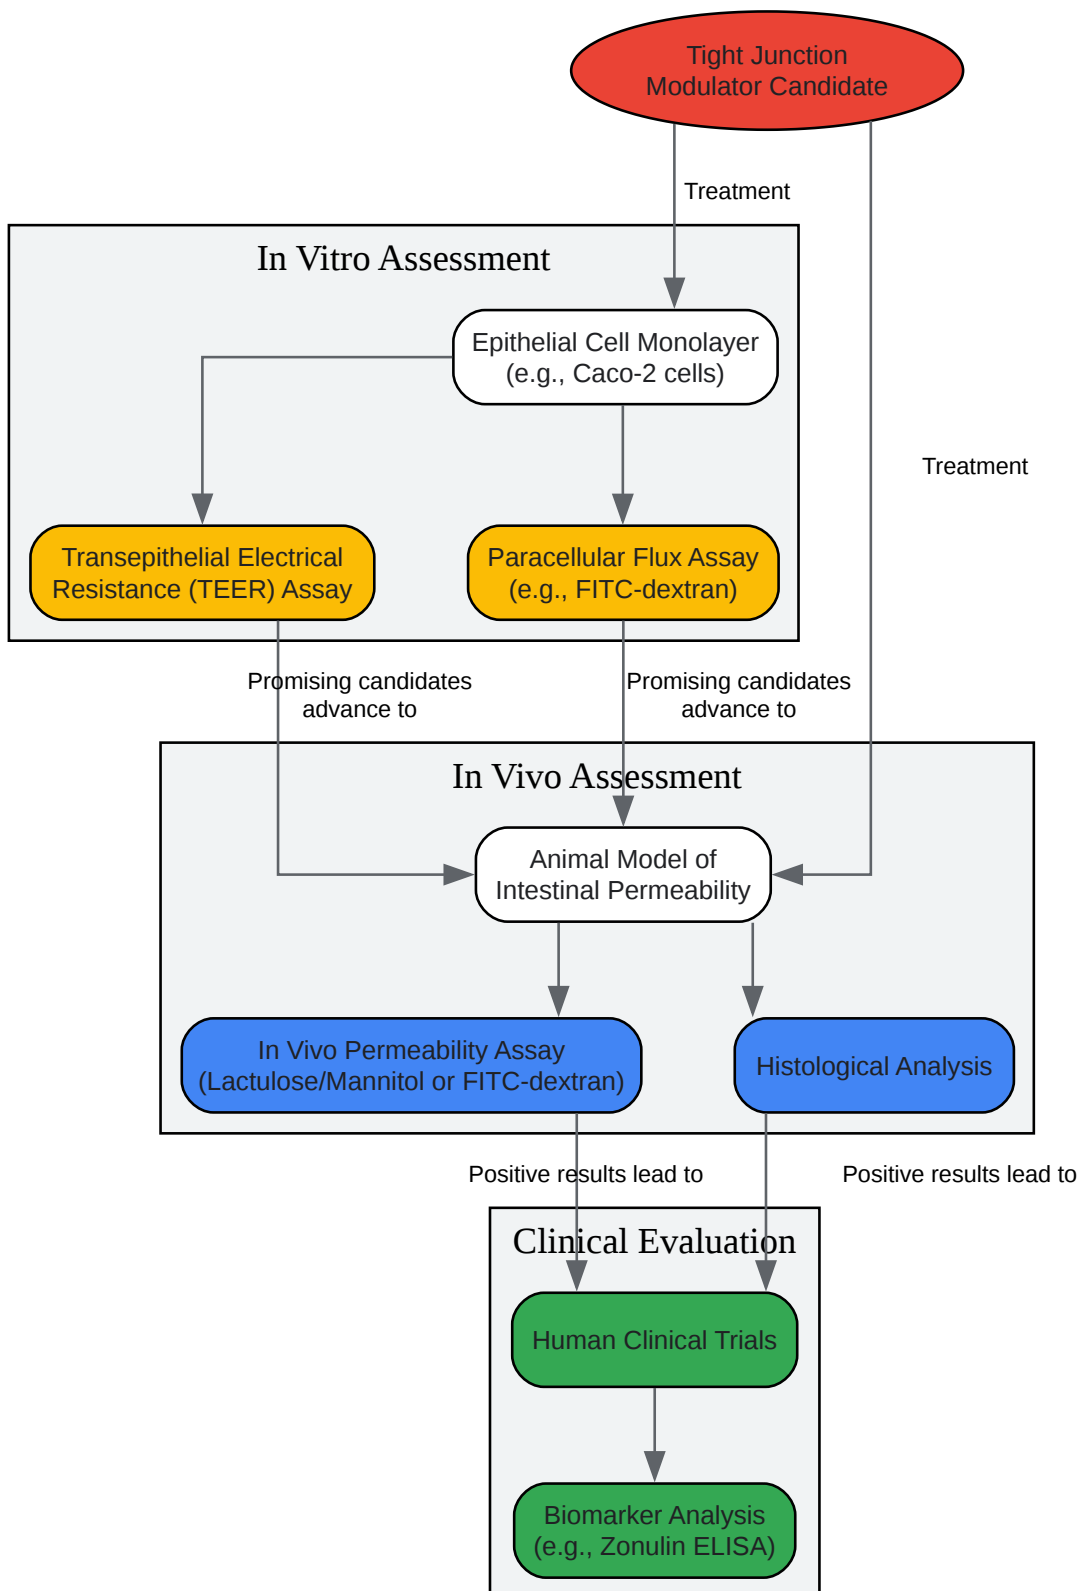 Tight Junction
Modulator Candidate
Treatment
In Vitro Assessment
Epithelial Cell Monolayer
(e.g., Caco-2 cells)
Treatment
Transepithelial Electrical
Resistance (TEER) Assay
Paracellular Flux Assay
(e.g., FITC-dextran)
Promising candidates
advance to
Promising candidates
advance to
In Vivo Assessment
Animal Model of
Intestinal Permeability
In Vivo Permeability Assay
(Lactulose/Mannitol or FITC-dextran)
Histological Analysis
Positive results lead to
Positive results lead to
Clinical Evaluation
Human Clinical Trials
Biomarker Analysis
(e.g., Zonulin ELISA)